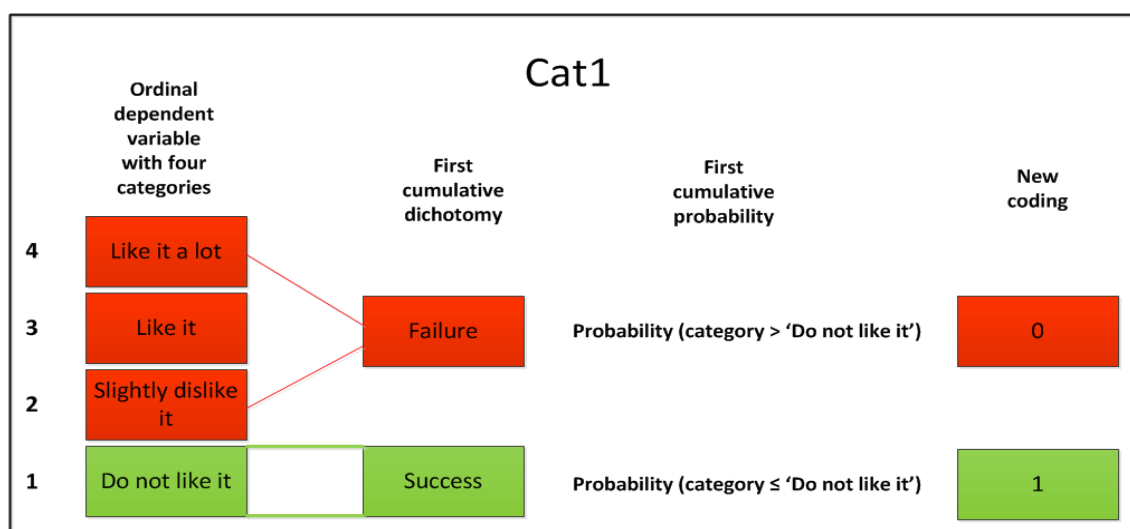 Cat1
Ordinal
dependent
variable
with four
categories
First
cumulative
dichotomy
First
cumulative
probability
New
coding
4
Like it a lot
3
Like it
Failure
Probability (category > ‘Do not like it’)
0
2
Slightly dislike
it
1
Do not like it
Success
Probability (category ≤ ‘Do not like it’)
1